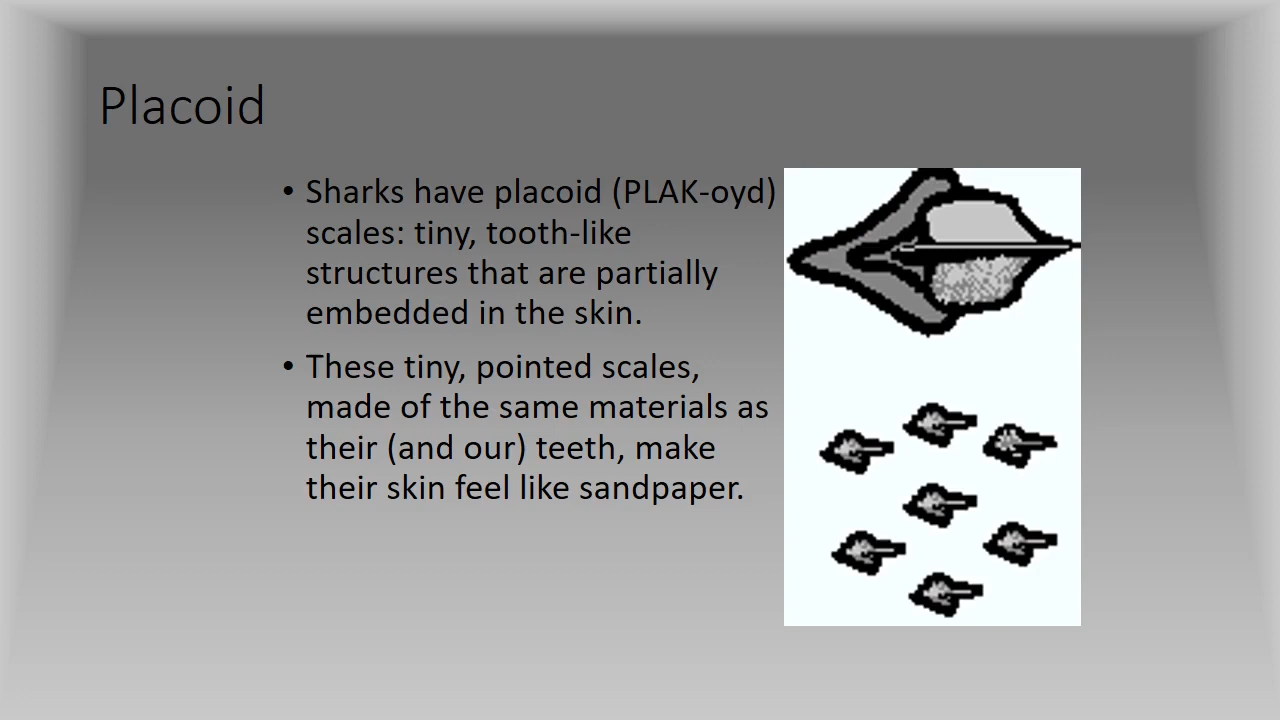 Placoid
• Sharks have placoid (PLAK-oyd)
scales: tiny, tooth-like
structures that are partially
embedded in the skin.
• These tiny, pointed scales,
made of the same materials as
their (and our) teeth, make
their skin feel like sandpaper.